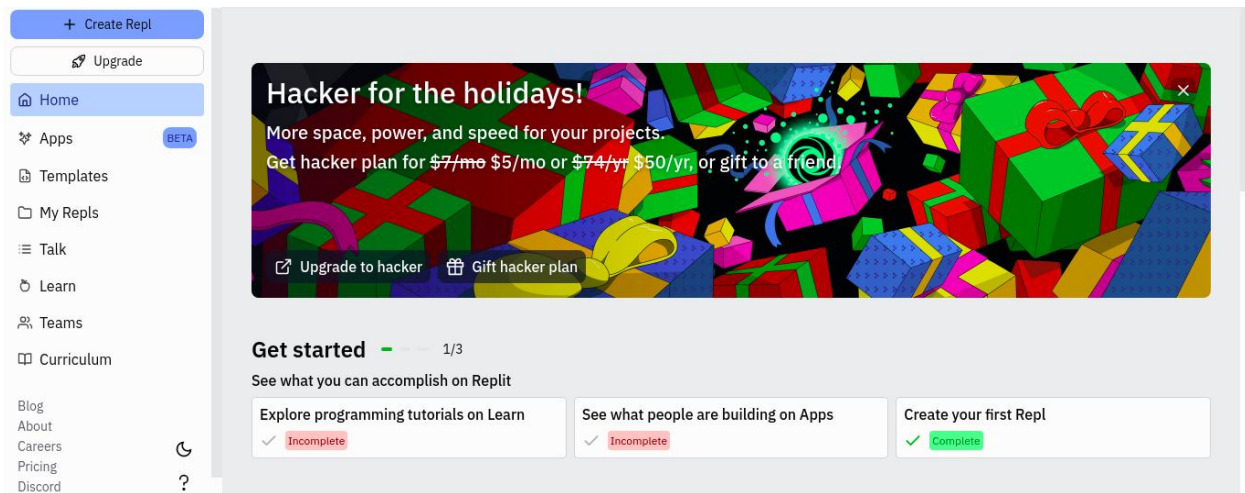 Create Repl
Upgrade
Home
Apps BETA
Templates
My Repls
Talk
Learn
Teams
Curriculum
Blog
About
Careers
Pricing
Discord
?
Hacker for the holidays!
More space, power, and speed for your projects.
Get hacker plan for $7/mo $5/mo or $74/yr $50/yr, or gift to a friend.
Upgrade to hacker Gift hacker plan
Get started 1/3
See what you can accomplish on Replit
Explore programming tutorials on Learn
Incomplete
See what people are building on Apps
Incomplete
Create your first Repl
Complete